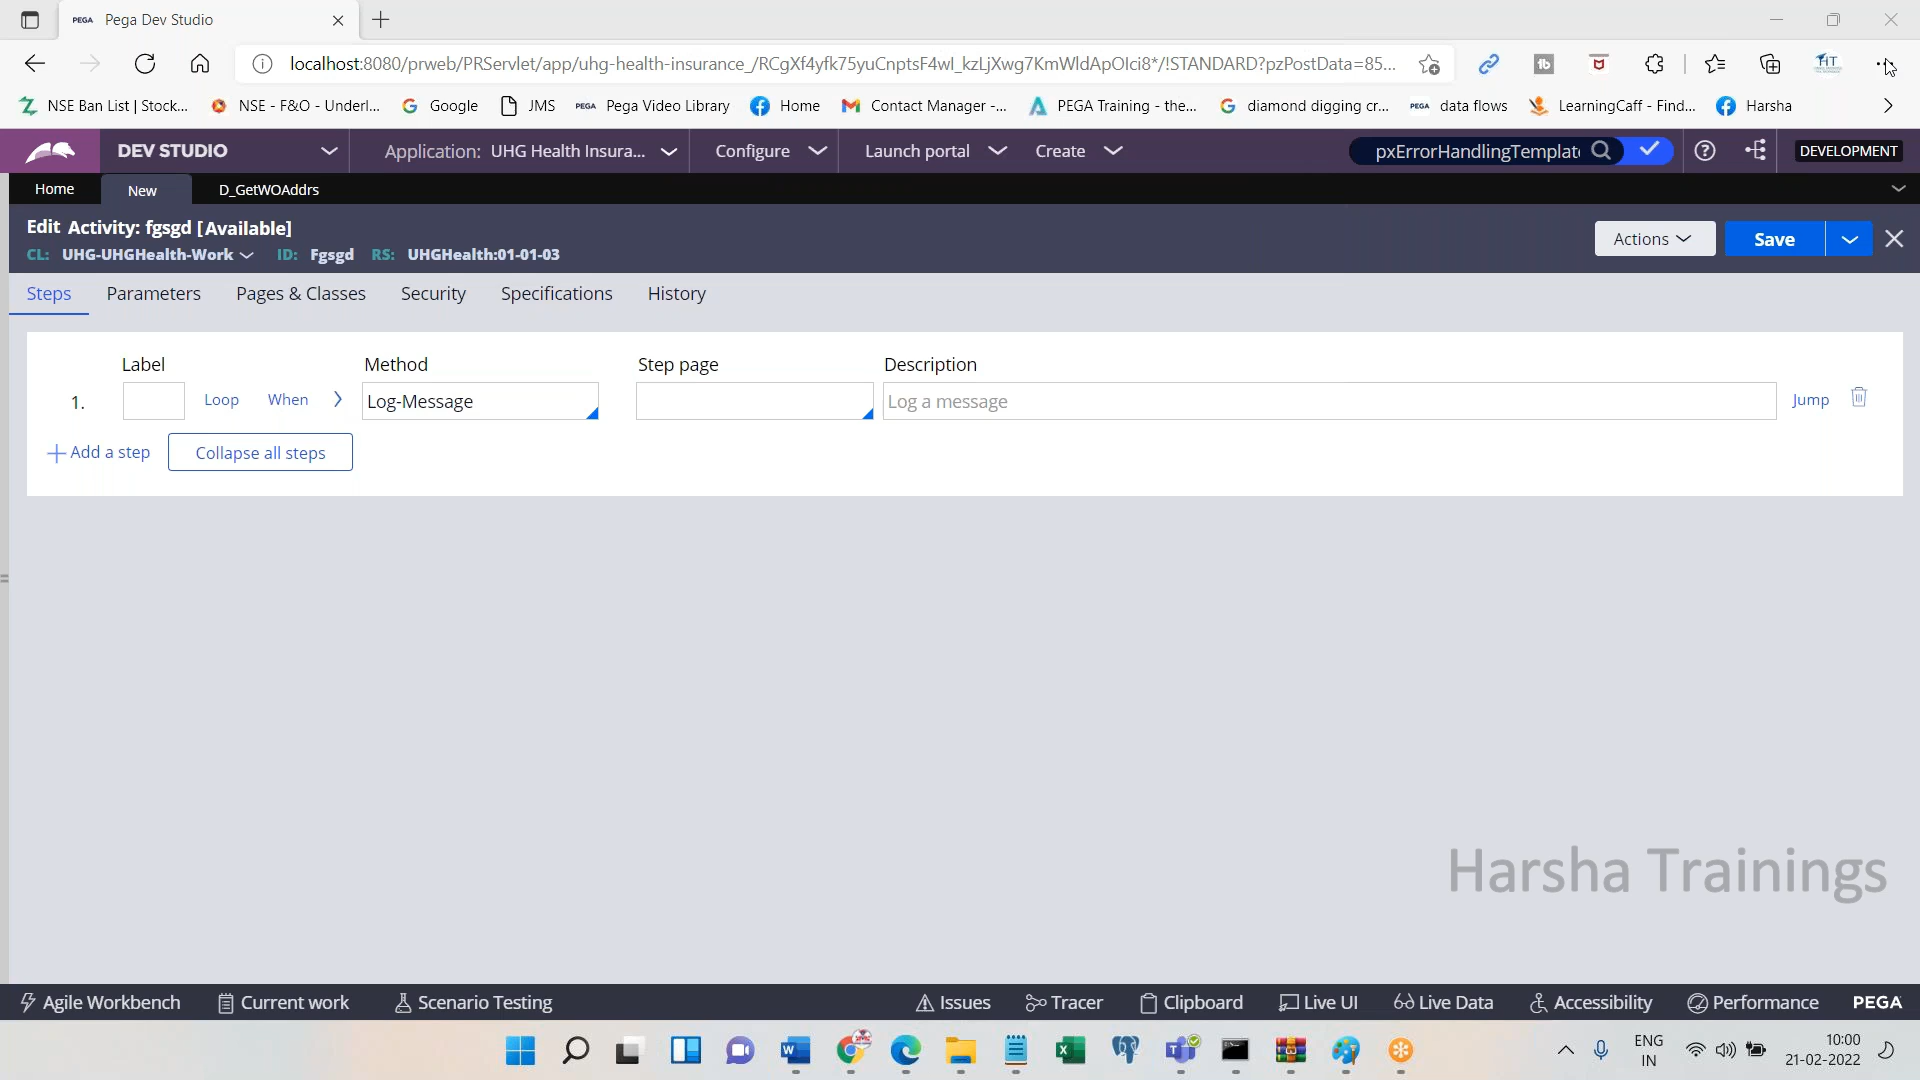 PEGA Pega Dev Studio
localhost:8080/prweb/PRServlet/app/uhg-health-insurance_/RCgXf4yfk75yuCnptsF4wl_kzLjXwg7KmWldApOIci8*/!STANDARD?pzPostData=85...
NSE Ban List | Stock... NSE - F&O - Underl... Google JMS PEGA Pega Video Library Home Contact Manager -... PEGA Training - the... diamond digging cr... PEGA data flows LearningCaff - Find... Harsha
DEV STUDIO Application: UHG Health Insura... Configure Launch portal Create pxErrorHandlingTemplat DEVELOPMENT
Home New D_GetWOAddrs
Edit Activity: fgsgd [Available]
CL: UHG-UHGHealth-Work ID: Fgsgd RS: UHGHealth:01-01-03
Actions Save
Steps Parameters Pages & Classes Security Specifications History
Label Method Step page Description
1. Loop When Log-Message Log a message Jump
Add a step Collapse all steps
Harsha Trainings
Agile Workbench Current work Scenario Testing Issues Tracer Clipboard Live UI Live Data Accessibility Performance PEGA
ENG 10:00
IN 21-02-2022